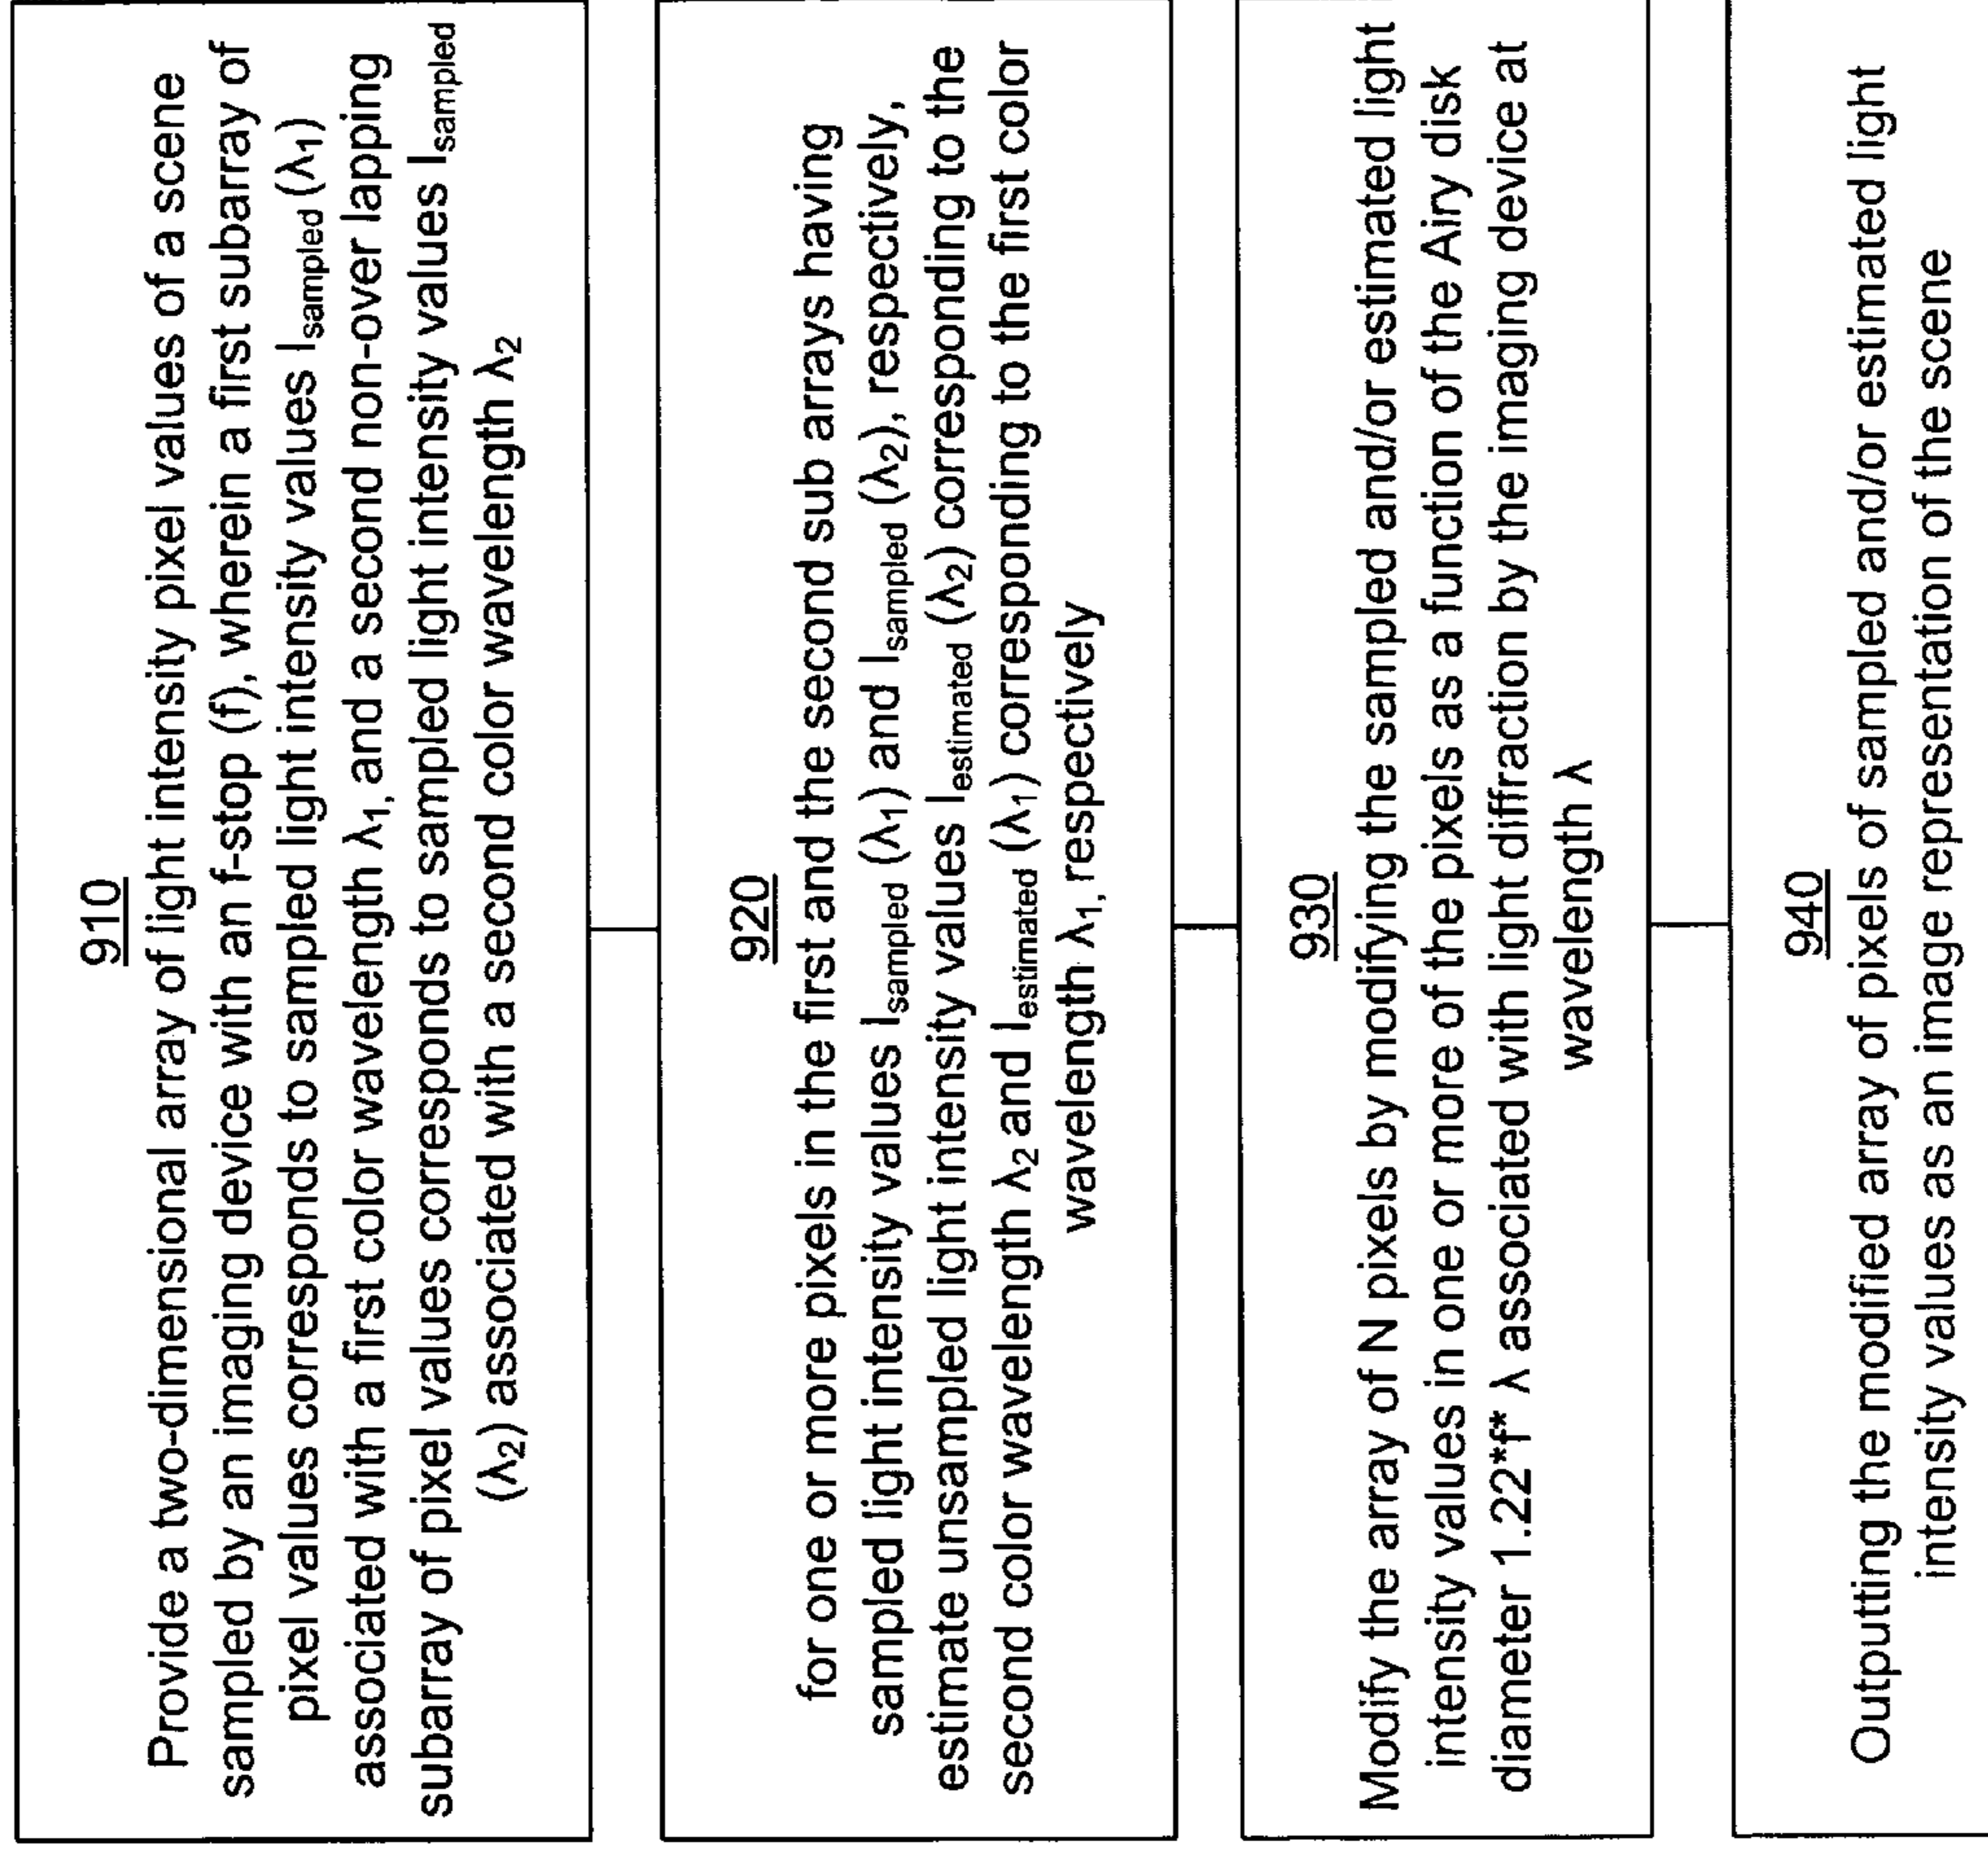 910
Provide a two-dimensional array of light intensity pixel values of a scene
sampled by an imaging device with an f-stop (f), wherein a first subarray of
pixel values corresponds to sampled light intensity values I_sampled (λ₁)
associated with a first color wavelength λ₁, and a second non-over lapping
subarray of pixel values corresponds to sampled light intensity values I_sampled
(λ₂) associated with a second color wavelength λ₂
920
for one or more pixels in the first and the second sub arrays having
sampled light intensity values I_sampled (λ₁) and I_sampled (λ₂), respectively,
estimate unsampled light intensity values I_estimated (λ₂) corresponding to the
second color wavelength λ₂ and I_estimated (λ₁) corresponding to the first color
wavelength λ₁, respectively
930
Modify the array of N pixels by modifying the sampled and/or estimated light
intensity values in one or more of the pixels as a function of the Airy disk
diameter 1.22*f* λ associated with light diffraction by the imaging device at
wavelength λ
940
Outputting the modified array of pixels of sampled and/or estimated light
intensity values as an image representation of the scene